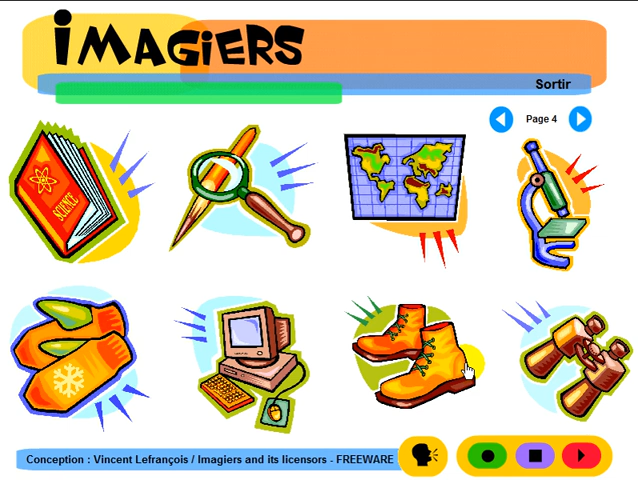 iMAGiERS
Sortir
Page 4
SCIENCE
Conception : Vincent Lefrançois / Imagiers and its licensors - FREEWARE